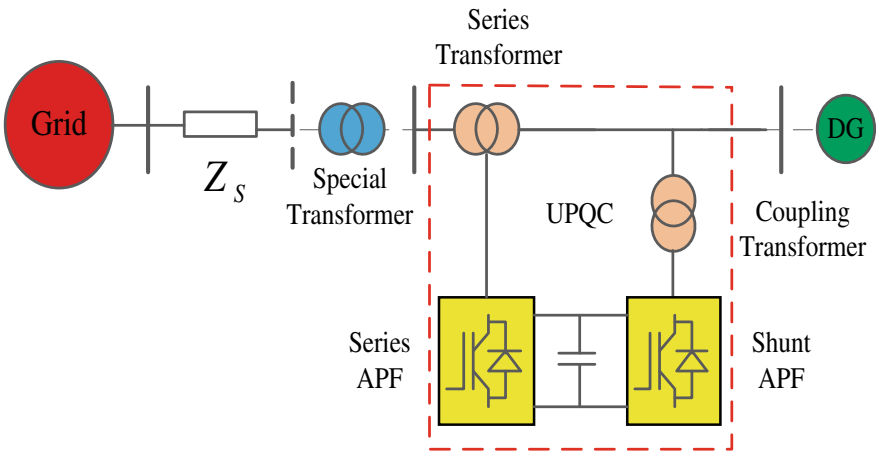 Series
Transformer
Grid
DG
Z S
Special
Transformer
UPQC
Coupling
Transformer
Series
APF
Shunt
APF